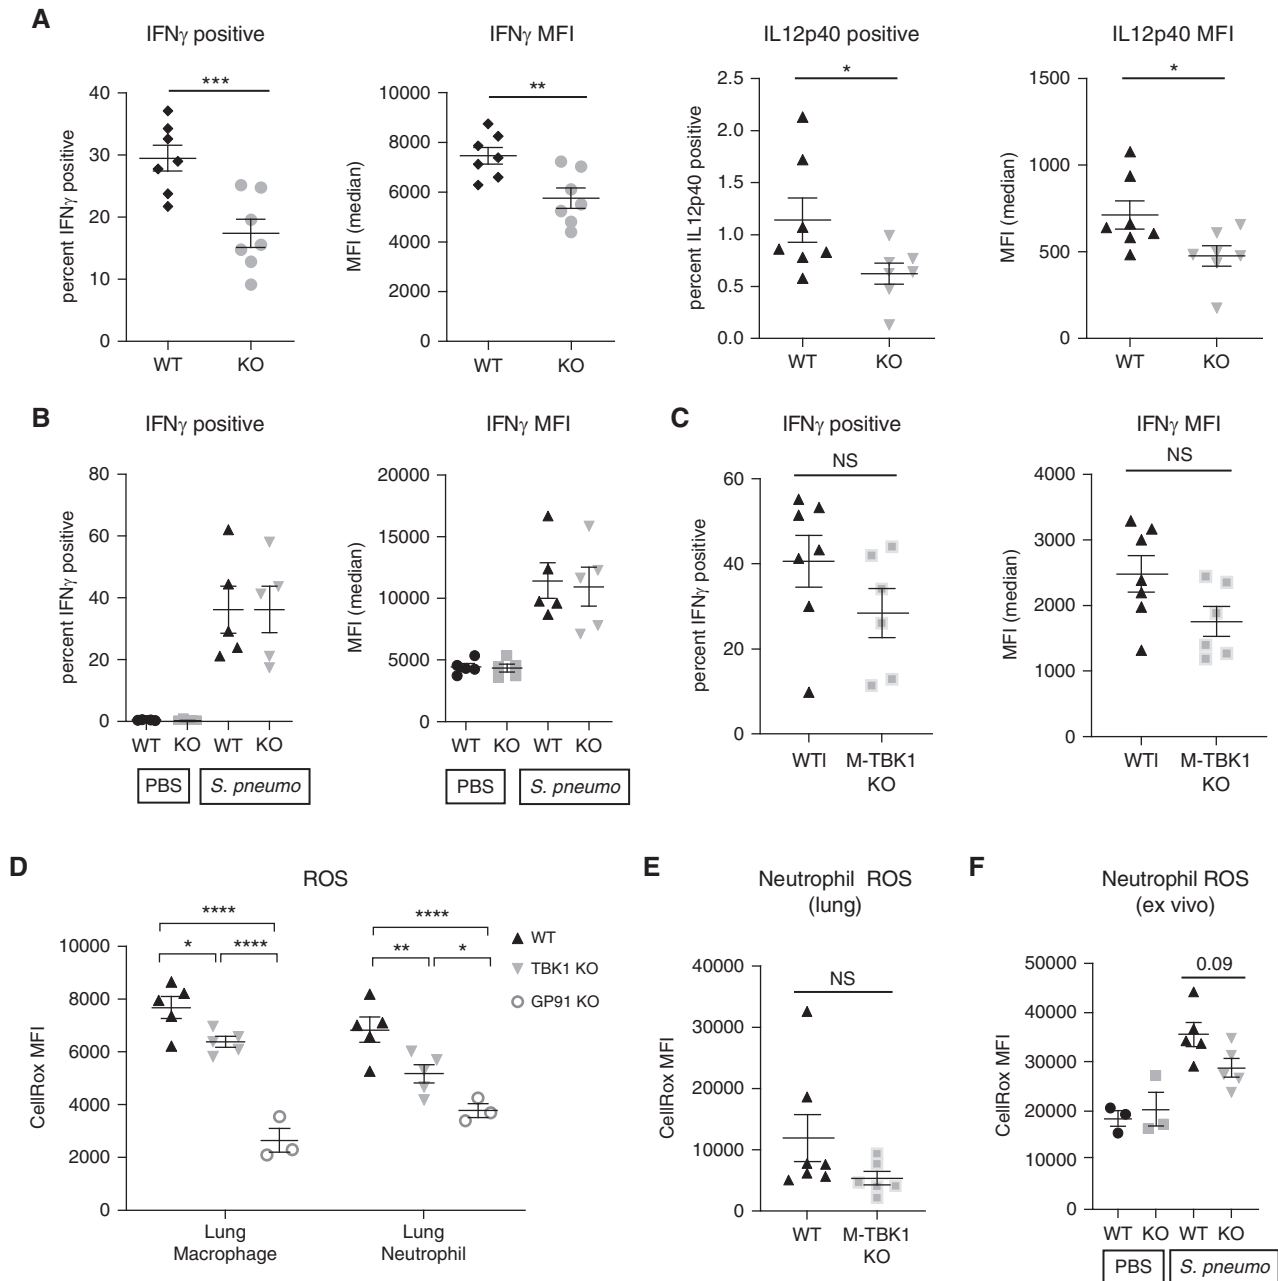 A
IFNγ positive
***
percent IFNγ positive
40
30
20
10
0
WT KO
IFNγ MFI
**
MFI (median)
10000
8000
6000
4000
2000
0
WT KO
IL12p40 positive
*
percent IL12p40 positive
2.5
2.0
1.5
1.0
0.5
0.0
WT KO
IL12p40 MFI
*
MFI (median)
1500
1000
500
0
WT KO
B
IFNγ positive
percent IFNγ positive
80
60
40
20
0
WT KO WT KO
PBS S. pneumo
IFNγ MFI
MFI (median)
20000
15000
10000
5000
0
WT KO WT KO
PBS S. pneumo
C
IFNγ positive
NS
percent IFNγ positive
60
40
20
0
WTI M-TBK1
KO
IFNγ MFI
NS
MFI (median)
4000
3000
2000
1000
0
WTI M-TBK1
KO
D
ROS
****
* ****
****
** *
WT
TBK1 KO
GP91 KO
CellRox MFI
10000
8000
6000
4000
2000
0
Lung
Macrophage
Lung
Neutrophil
E
Neutrophil ROS
(lung)
NS
CellRox MFI
40000
30000
20000
10000
0
WT M-TBK1
KO
F
Neutrophil ROS
(ex vivo)
0.09
CellRox MFI
50000
40000
30000
20000
10000
0
WT KO WT KO
PBS S. pneumo